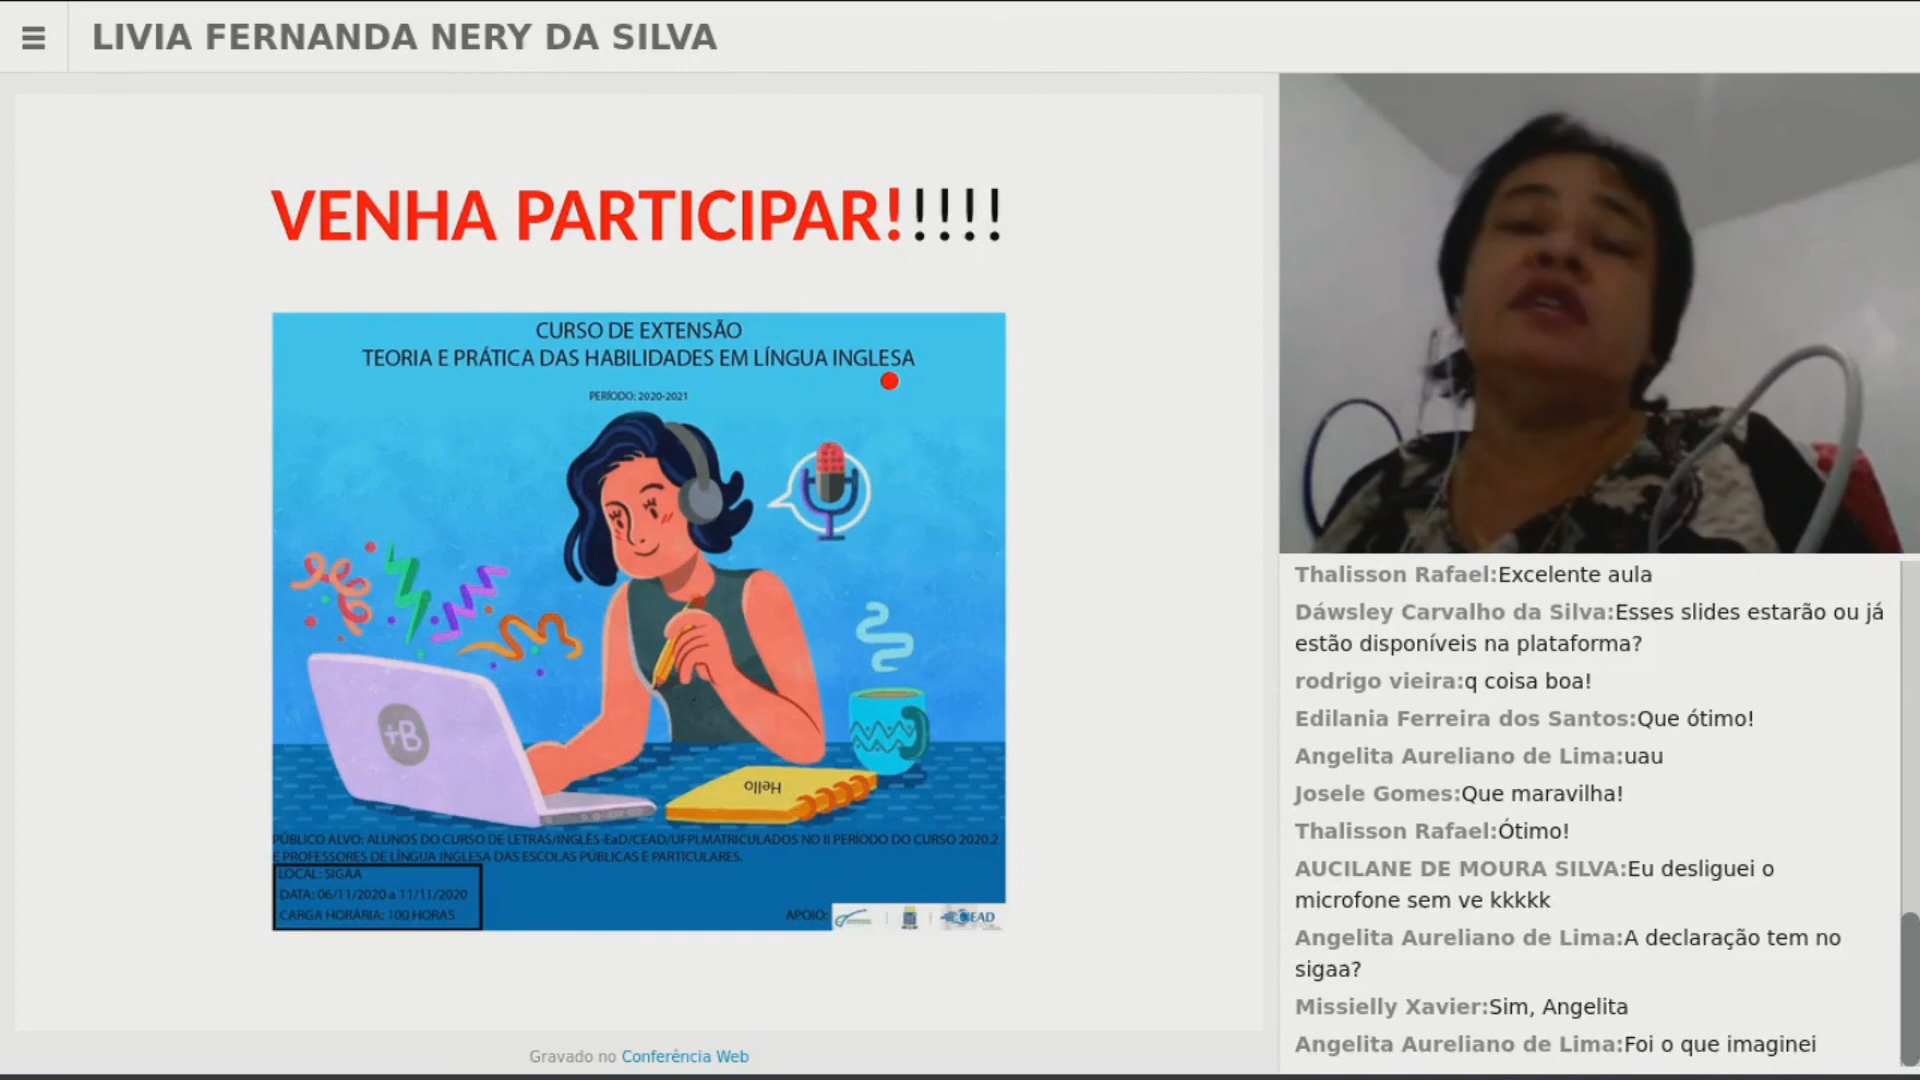 LIVIA FERNANDA NERY DA SILVA
VENHA PARTICIPAR!!!!!
CURSO DE EXTENSÃO
TEORIA E PRÁTICA DAS HABILIDADES EM LÍNGUA INGLESA
PERÍODO: 2020-2021
+B
Hello
PÚBLICO ALVO: ALUNOS DO CURSO DE LETRAS/INGLÊS-EaD/CEAD/UFPI,MATRICULADOS NO II PERÍODO DO CURSO 2020.2
E PROFESSORES DE LÍNGUA INGLESA DAS ESCOLAS PÚBLICAS E PARTICULARES.
LOCAL: SIGAA
DATA: 06/11/2020 a 11/11/2020
CARGA HORÁRIA: 100 HORAS
APOIO:
CEAD
Gravado no Conferência Web
Thalisson Rafael:Excelente aula
Dáwsley Carvalho da Silva:Esses slides estarão ou já
estão disponíveis na plataforma?
rodrigo vieira:q coisa boa!
Edilania Ferreira dos Santos:Que ótimo!
Angelita Aureliano de Lima:uau
Josele Gomes:Que maravilha!
Thalisson Rafael:Ótimo!
AUCILANE DE MOURA SILVA:Eu desliguei o
microfone sem ve kkkkk
Angelita Aureliano de Lima:A declaração tem no
sigaa?
Missielly Xavier:Sim, Angelita
Angelita Aureliano de Lima:Foi o que imaginei